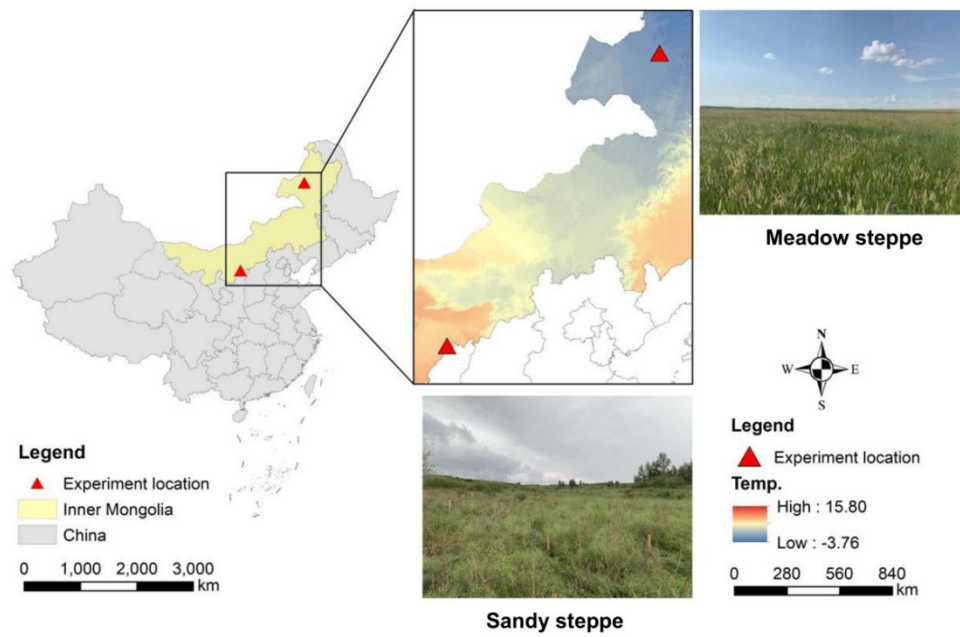 Meadow steppe
N
W E
S
Legend
Experiment location
Inner Mongolia
China
0 1,000 2,000 3,000
km
Sandy steppe
Legend
Experiment location
Temp.
High : 15.80
Low : -3.76
0 280 560 840
km